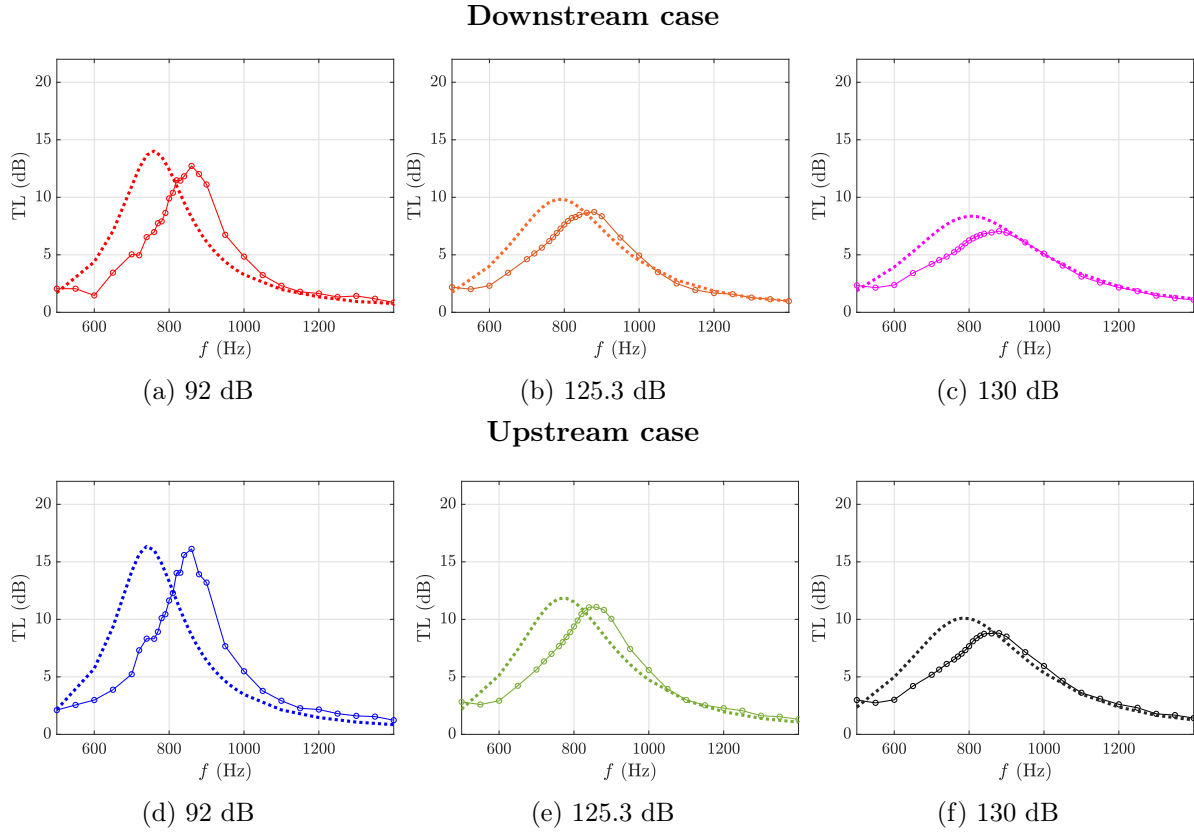 Downstream case
20
15
10
5
0
TL (dB)
600 800 1000 1200
f (Hz)
(a) 92 dB
20
15
10
5
0
TL (dB)
600 800 1000 1200
f (Hz)
(b) 125.3 dB
20
15
10
5
0
TL (dB)
600 800 1000 1200
f (Hz)
(c) 130 dB
Upstream case
20
15
10
5
0
TL (dB)
600 800 1000 1200
f (Hz)
(d) 92 dB
20
15
10
5
0
TL (dB)
600 800 1000 1200
f (Hz)
(e) 125.3 dB
20
15
10
5
0
TL (dB)
600 800 1000 1200
f (Hz)
(f) 130 dB